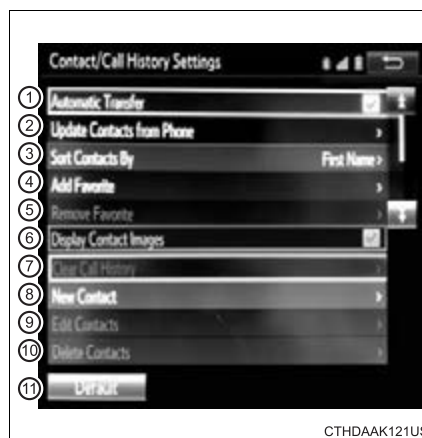 Contact/Call History Settings
1 Automatic Transfer
2 Update Contacts from Phone >
3 Sort Contacts By First Name >
4 Add Favorite >
5 Remove Favorite >
6 Display Contact Images
7 Clear Call History >
8 New Contact >
9 Edit Contacts >
10 Delete Contacts >
11 Default
CTHDAAK121US